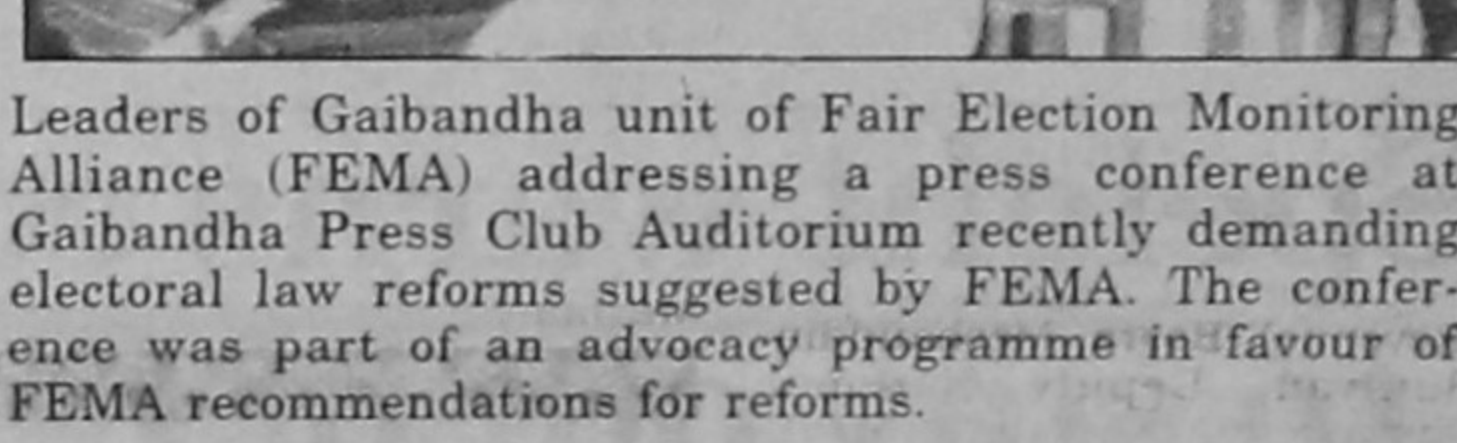 Leaders of Gaibandha unit of Fair Election Monitoring
Alliance (FEMA) addressing a press conference at
Gaibandha Press Club Auditorium recently demanding
electoral law reforms suggested by FEMA. The confer-
ence was part of an advocacy programme in favour of
FEMA recommendations for reforms.